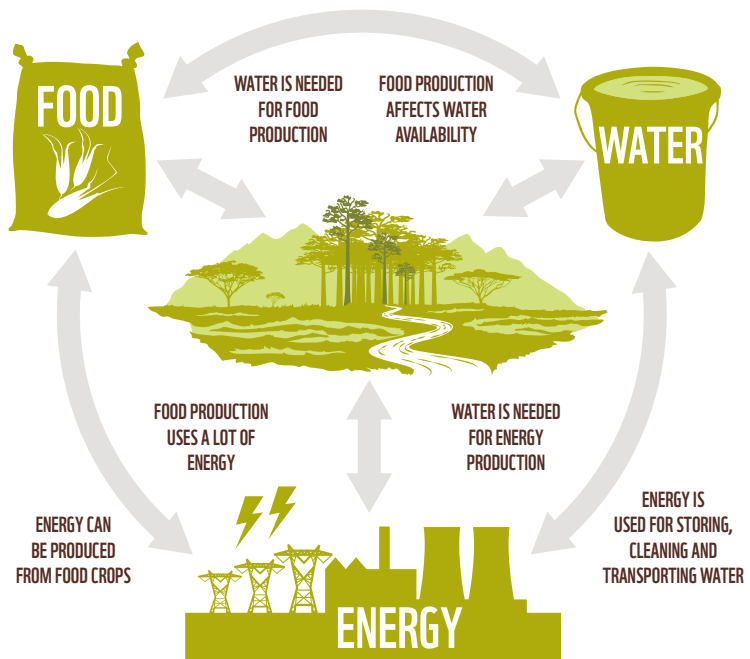 FOOD
WATER IS NEEDED
FOR FOOD
PRODUCTION
FOOD PRODUCTION
AFFECTS WATER
AVAILABILITY
WATER
FOOD PRODUCTION
USES A LOT OF
ENERGY
WATER IS NEEDED
FOR ENERGY
PRODUCTION
ENERGY CAN
BE PRODUCED
FROM FOOD CROPS
ENERGY IS
USED FOR STORING,
CLEANING AND
TRANSPORTING WATER
ENERGY